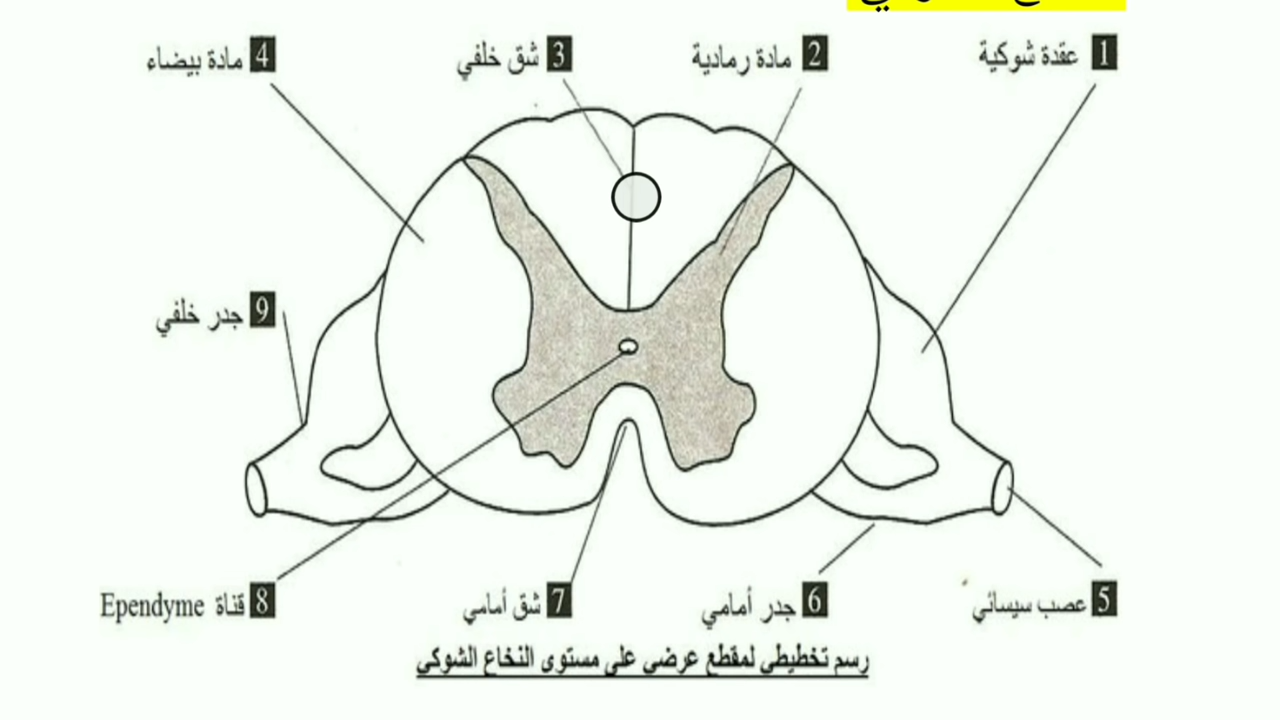 1 عقدة شوكية
2 مادة رمادية
3 شق خلفي
4 مادة بيضاء
9 جدر خلفي
5 عصب سيسائي
6 جدر أمامي
7 شق أمامي
8 قناة Ependyme
رسم تخطيطي لمقطع عرضي على مستوى النخاع الشوكي